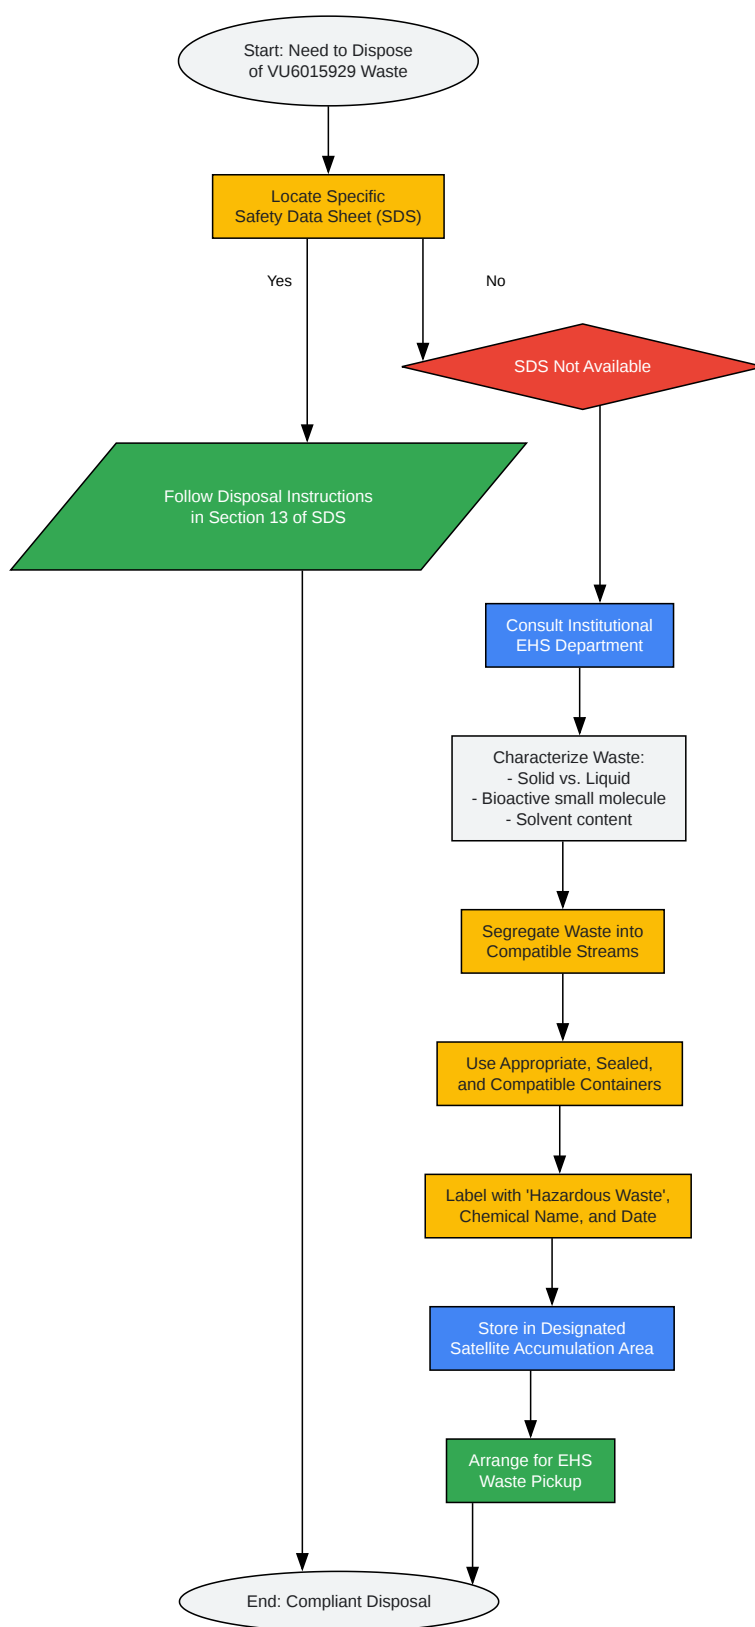 Start: Need to Dispose
of VU6015929 Waste
Locate Specific
Safety Data Sheet (SDS)
Yes
No
SDS Not Available
Follow Disposal Instructions
in Section 13 of SDS
Consult Institutional
EHS Department
Characterize Waste:
- Solid vs. Liquid
- Bioactive small molecule
- Solvent content
Segregate Waste into
Compatible Streams
Use Appropriate, Sealed,
and Compatible Containers
Label with 'Hazardous Waste',
Chemical Name, and Date
Store in Designated
Satellite Accumulation Area
Arrange for EHS
Waste Pickup
End: Compliant Disposal